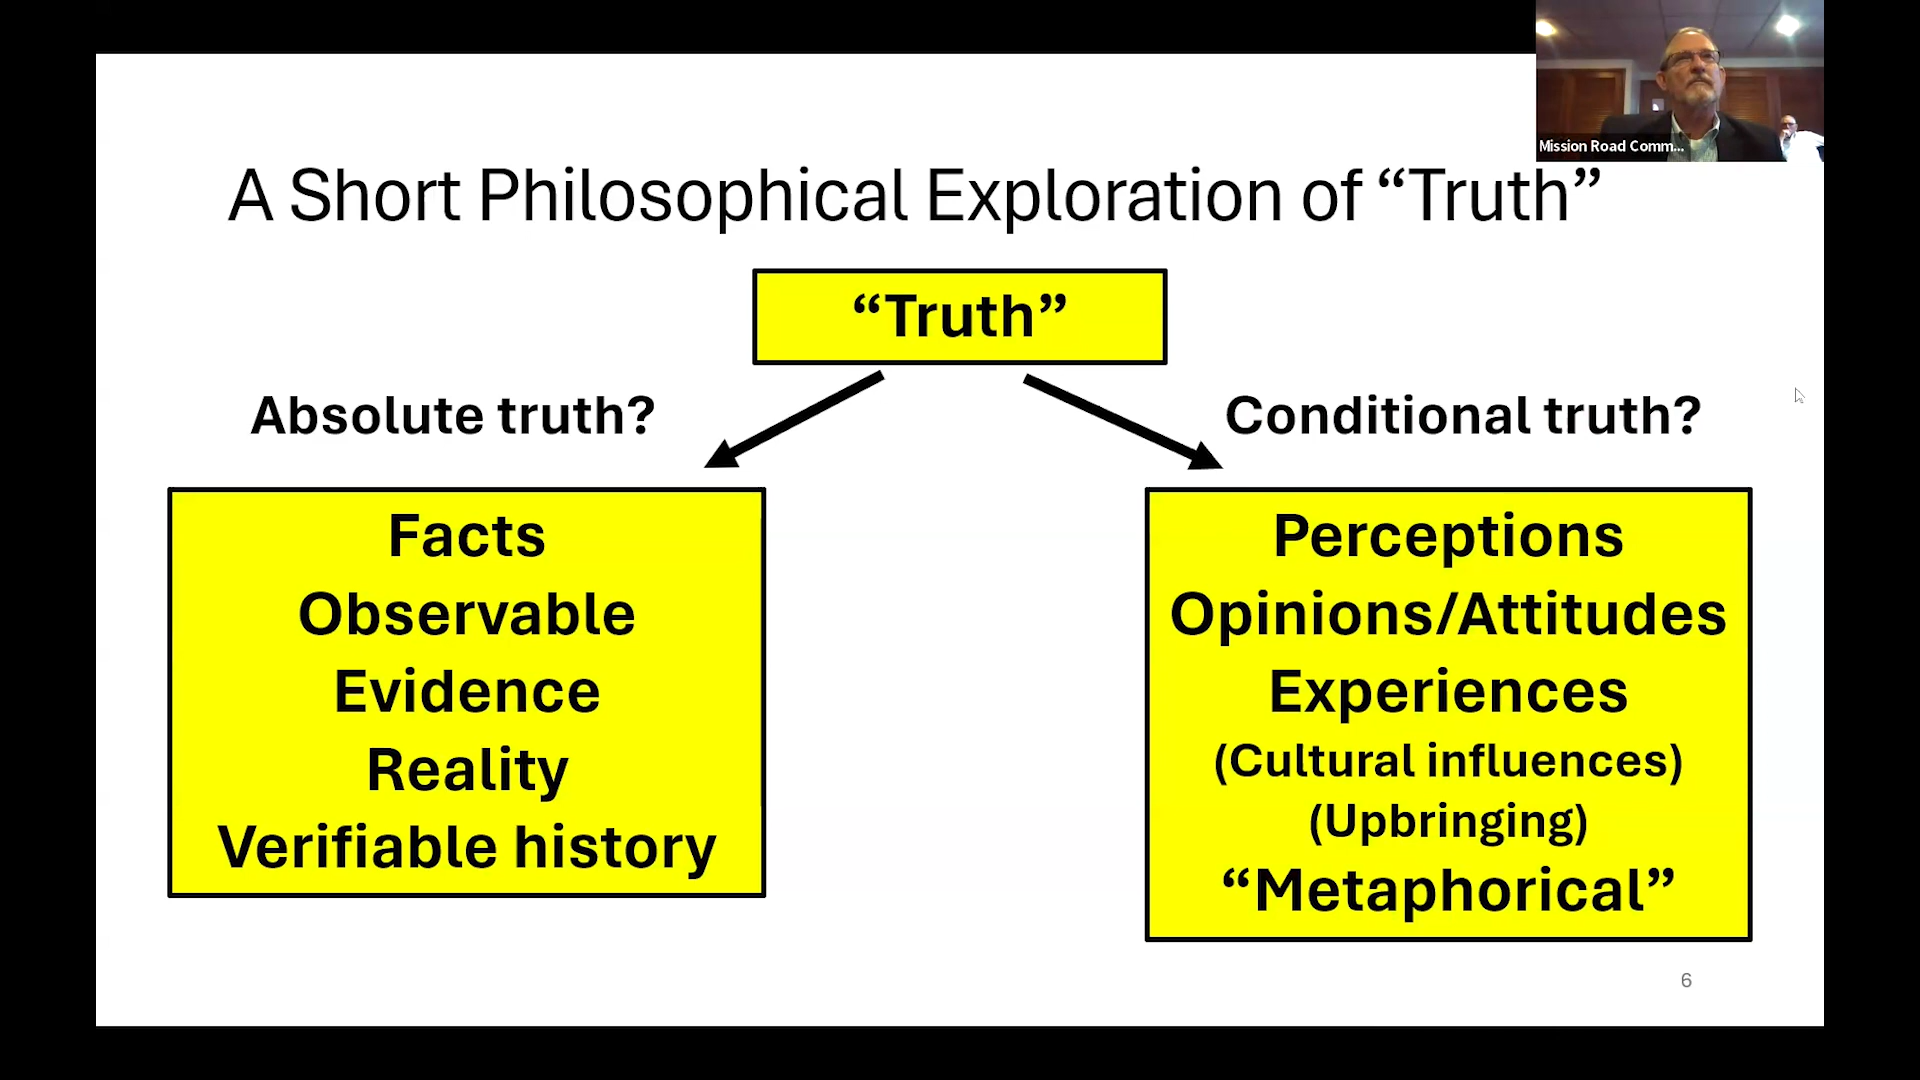 Mission Road Comm...
A Short Philosophical Exploration of “Truth”
“Truth”
Absolute truth?
Conditional truth?
Facts
Observable
Evidence
Reality
Verifiable history
Perceptions
Opinions/Attitudes
Experiences
(Cultural influences)
(Upbringing)
“Metaphorical”
6